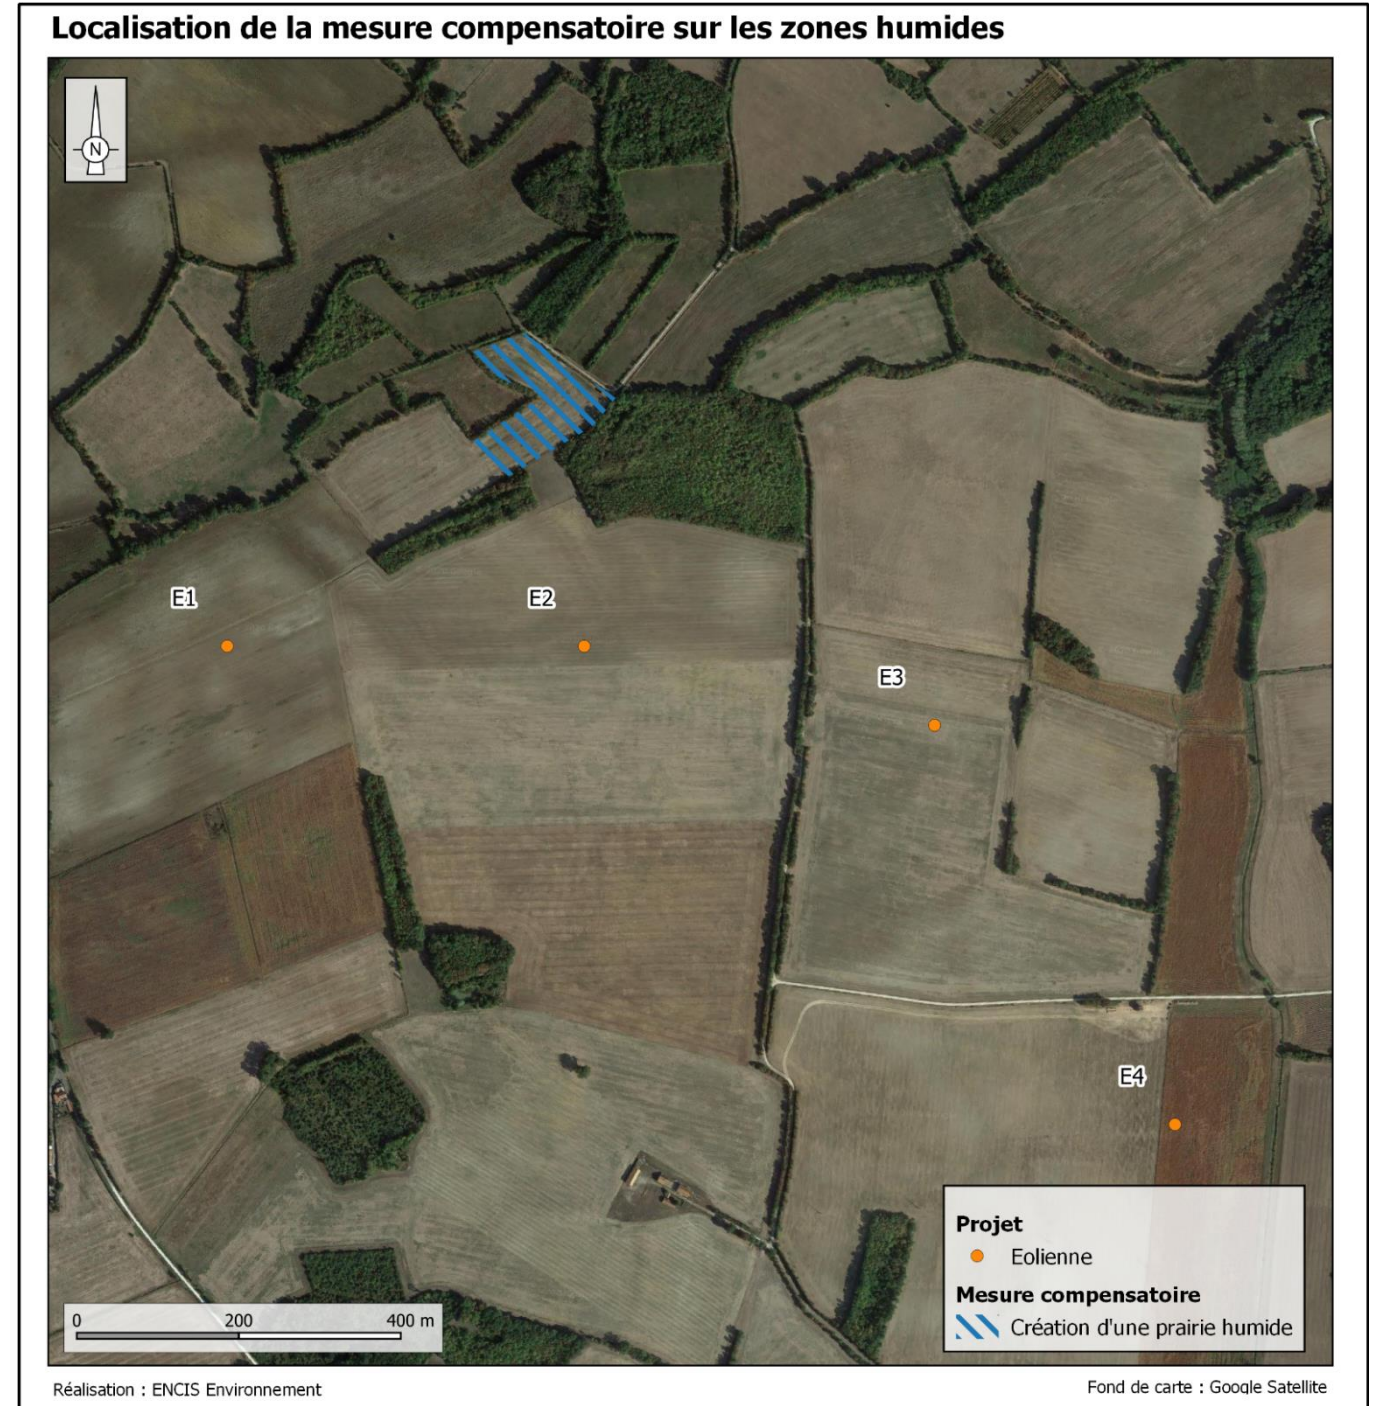 Localisation de la mesure compensatoire sur les zones humides
N
E1
E2
E3
E4
Projet
Eolienne
Mesure compensatoire
Création d'une prairie humide
0 200 400 m
Réalisation : ENCIS Environnement
Fond de carte : Google Satellite